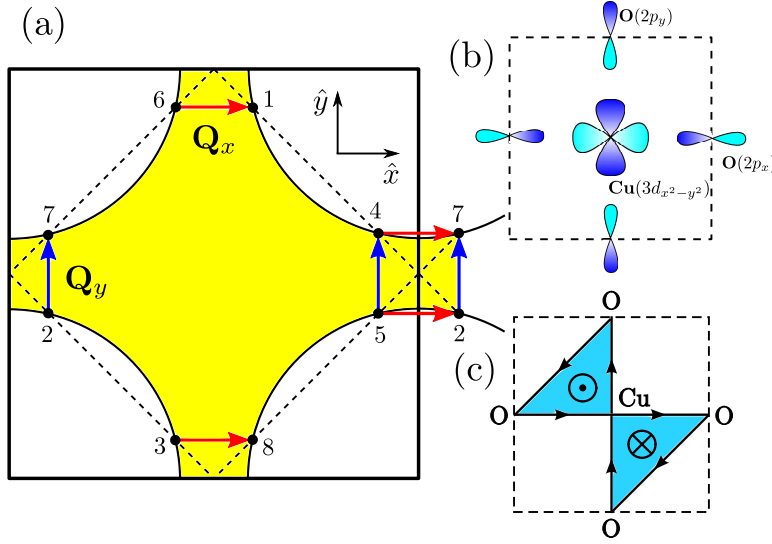 (a)
6
1
Q_x
ŷ
x̂
7
4
7
Q_y
2
5
2
3
8
(b)
O(2p_y)
O(2p_x)
Cu(3d_{x²−y²})
(c)
O
Cu
O
O
O